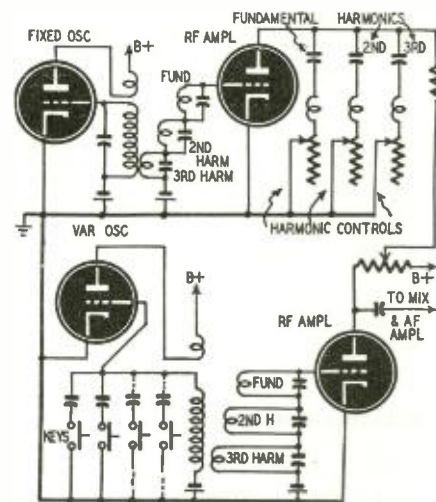 FIXED OSC
B+
RF AMPL
FUNDAMENTAL
HARMONICS
2ND
3RD
FUND
2ND
HARM
3RD HARM
HARMONIC CONTROLS
VAR OSC
B+
RF AMPL
B+
TO MIX
& AF
AMPL
KEYS
FUND
2ND H
3RD HARM